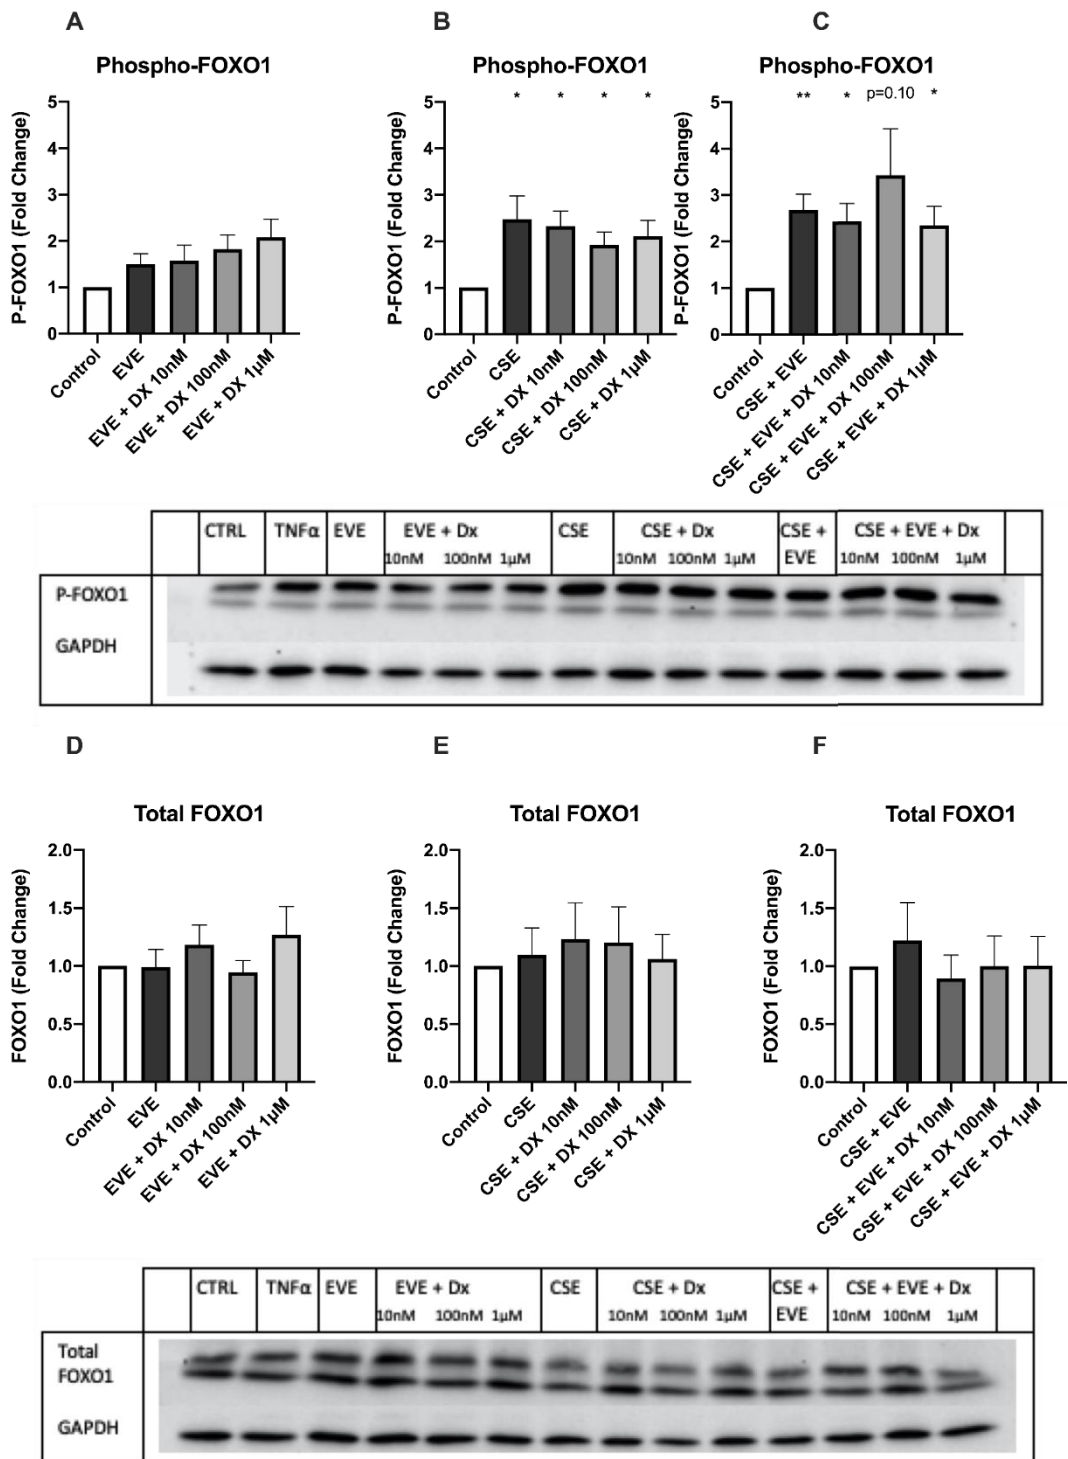 A
B
C
Phospho-FOXO1
Phospho-FOXO1
Phospho-FOXO1
* * * *
** * p=0.10 *
P-FOXO1 (Fold Change)
5
4
3
2
1
0
Control
EVE
EVE + DX 10nM
EVE + DX 100nM
EVE + DX 1µM
P-FOXO1 (Fold Change)
5
4
3
2
1
0
Control
CSE
CSE + DX 10nM
CSE + DX 100nM
CSE + DX 1µM
P-FOXO1 (Fold Change)
5
4
3
2
1
0
Control
CSE + EVE
CSE + EVE + DX 10nM
CSE + EVE + DX 100nM
CSE + EVE + DX 1µM
CTRL TNFα EVE EVE + Dx CSE CSE + Dx CSE + CSE + EVE + Dx
10nM 100nM 1µM 10nM 100nM 1µM EVE 10nM 100nM 1µM
P-FOXO1
GAPDH
D
E
F
Total FOXO1
Total FOXO1
Total FOXO1
FOXO1 (Fold Change)
2.0
1.5
1.0
0.5
0.0
Control
EVE
EVE + DX 10nM
EVE + DX 100nM
EVE + DX 1µM
FOXO1 (Fold Change)
2.0
1.5
1.0
0.5
0.0
Control
CSE
CSE + DX 10nM
CSE + DX 100nM
CSE + DX 1µM
FOXO1 (Fold Change)
2.0
1.5
1.0
0.5
0.0
Control
CSE + EVE
CSE + EVE + DX 10nM
CSE + EVE + DX 100nM
CSE + EVE + DX 1µM
CTRL TNFα EVE EVE + Dx CSE CSE + Dx CSE + CSE + EVE + Dx
10nM 100nM 1µM 10nM 100nM 1µM EVE 10nM 100nM 1µM
Total
FOXO1
GAPDH